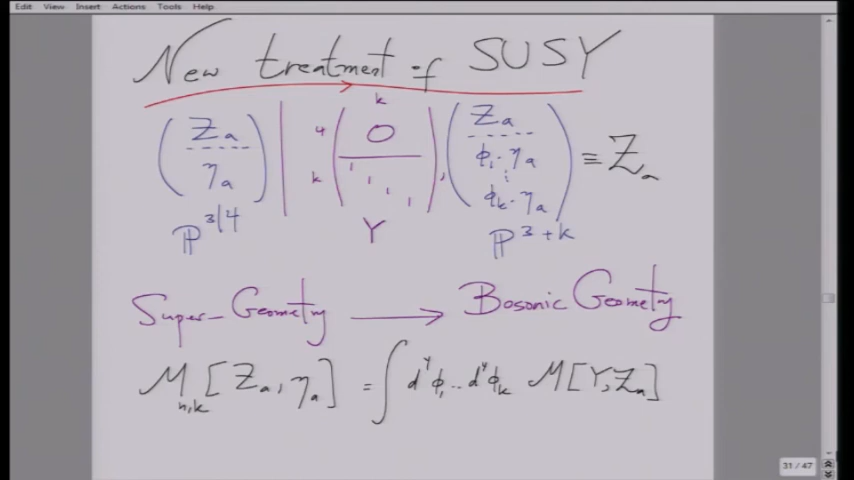 Edit View Insert Actions Tools Help
New treatment of SUSY
k
( Z_a / η_a ) | 4 ( O ) , ( Z_a / φ_1·η_a ⋮ φ_k·η_a ) ≡ Z_a
k ( 1 1 1 1 )
P^{3|4} Y P^{3+k}
Super-Geometry → Bosonic Geometry
M_{n,k} [Z_a, η_a] = ∫ d^4φ_1 .. d^4φ_k M[Y, Z_a]
31 / 47